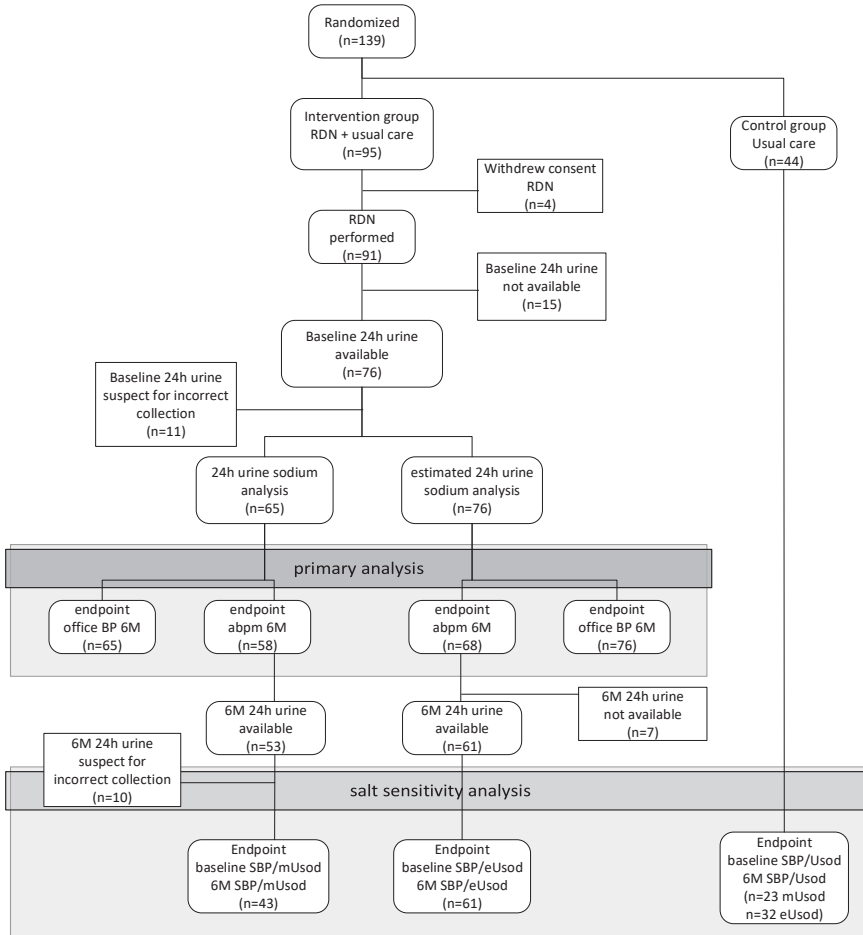 Randomized
(n=139)
Intervention group
RDN + usual care
(n=95)
Control group
Usual care
(n=44)
Withdrew consent
RDN
(n=4)
RDN
performed
(n=91)
Baseline 24h urine
not available
(n=15)
Baseline 24h urine
available
(n=76)
Baseline 24h urine
suspect for incorrect
collection
(n=11)
24h urine sodium
analysis
(n=65)
estimated 24h urine
sodium analysis
(n=76)
primary analysis
endpoint
office BP 6M
(n=65)
endpoint
abpm 6M
(n=58)
endpoint
abpm 6M
(n=68)
endpoint
office BP 6M
(n=76)
6M 24h urine
not available
(n=7)
6M 24h urine
available
(n=53)
6M 24h urine
available
(n=61)
6M 24h urine
suspect for
incorrect collection
(n=10)
salt sensitivity analysis
Endpoint
baseline SBP/mUsod
6M SBP/mUsod
(n=43)
Endpoint
baseline SBP/eUsod
6M SBP/eUsod
(n=61)
Endpoint
baseline SBP/Usod
6M SBP/Usod
(n=23 mUsod
n=32 eUsod)